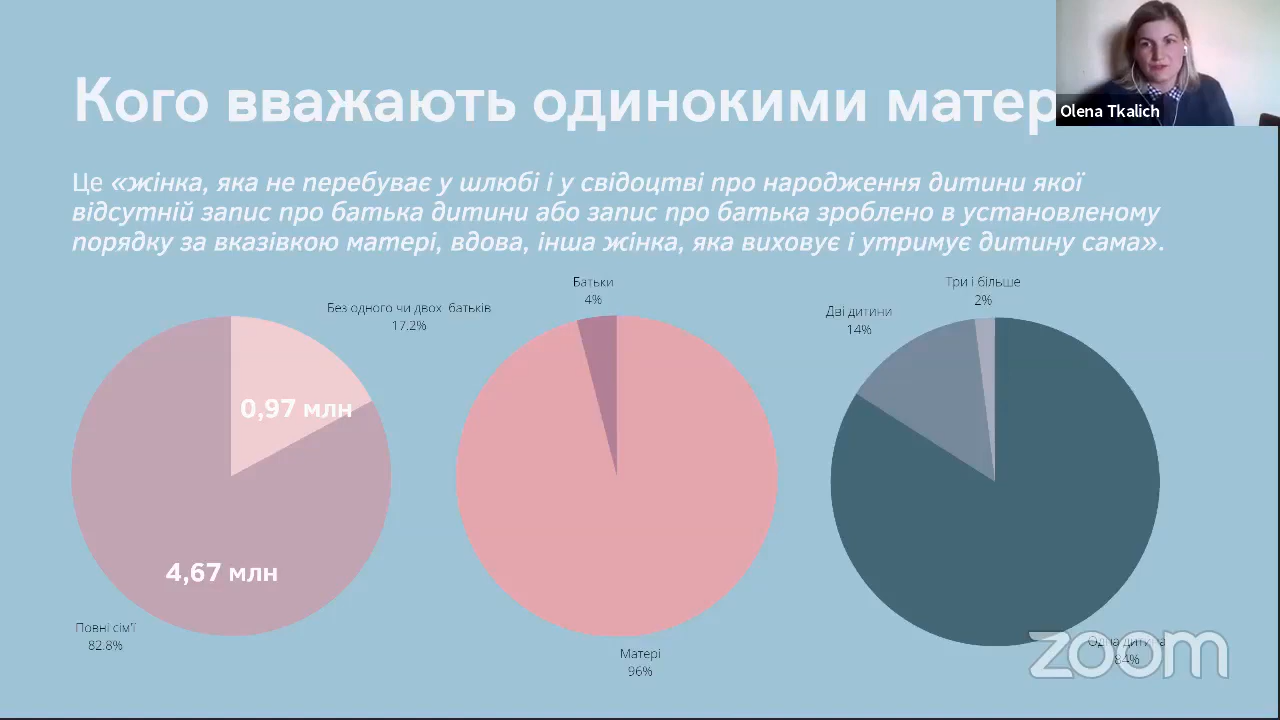 Кого вважають одинокими матер
Olena Tkalich
Це «жінка, яка не перебуває у шлюбі і у свідоцтві про народження дитини якої
відсутній запис про батька дитини або запис про батька зроблено в установленому
порядку за вказівкою матері, вдова, інша жінка, яка виховує і утримує дитину сама».
Без одного чи двох батьків
17.2%
0,97 млн
4,67 млн
Повні сім'ї
82.8%
Батьки
4%
Матері
96%
Три і більше
2%
Дві дитини
14%
Одна дитина
84%
zoom